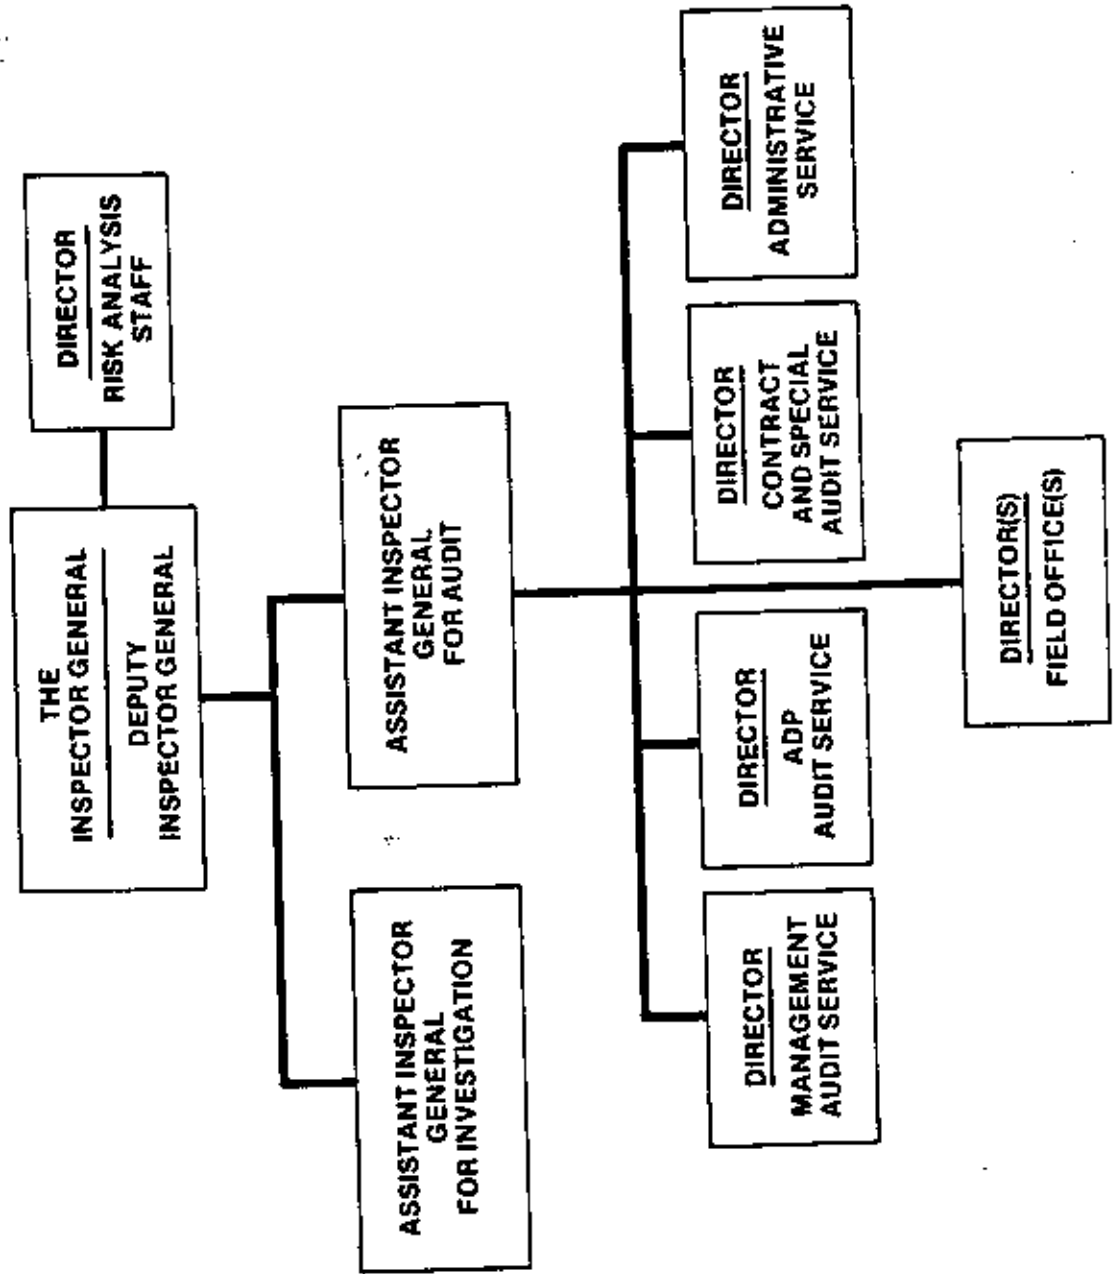 THE
INSPECTOR GENERAL
DEPUTY
INSPECTOR GENERAL
DIRECTOR
RISK ANALYSIS
STAFF
ASSISTANT INSPECTOR
GENERAL
FOR INVESTIGATION
ASSISTANT INSPECTOR
GENERAL
FOR AUDIT
DIRECTOR
MANAGEMENT
AUDIT SERVICE
DIRECTOR
ADP
AUDIT SERVICE
DIRECTOR
CONTRACT
AND SPECIAL
AUDIT SERVICE
DIRECTOR
ADMINISTRATIVE
SERVICE
DIRECTOR(S)
FIELD OFFICE(S)